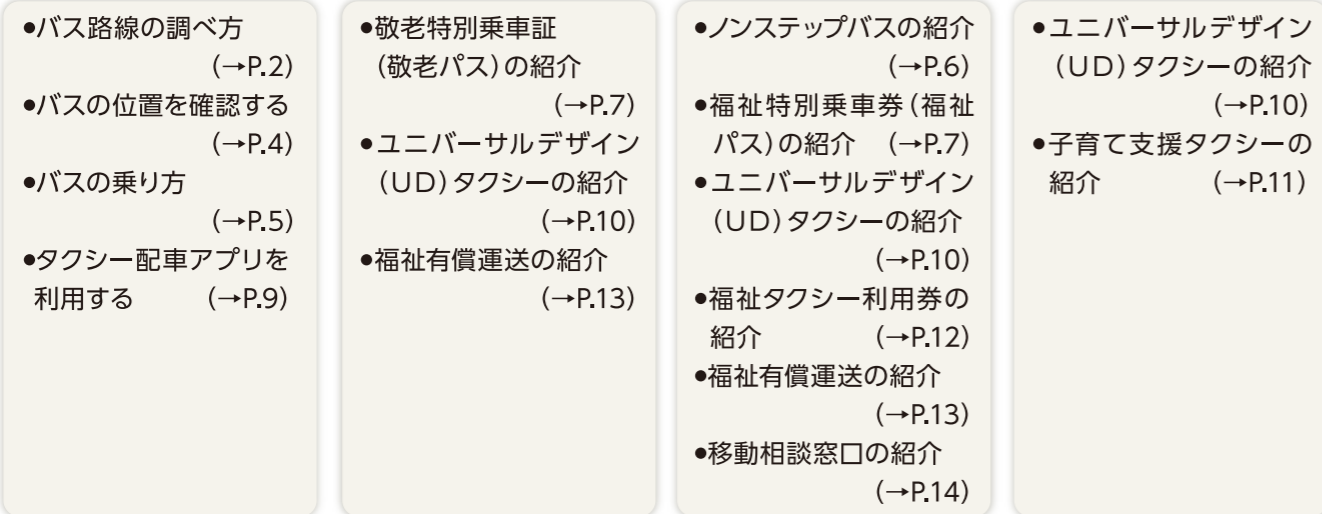 ●バス路線の調べ方
(→P.2)
●バスの位置を確認する
(→P.4)
●バスの乗り方
(→P.5)
●タクシー配車アプリを
利用する (→P.9)
●敬老特別乗車証
(敬老パス)の紹介
(→P.7)
●ユニバーサルデザイン
(UD)タクシーの紹介
(→P.10)
●福祉有償運送の紹介
(→P.13)
●ノンステップバスの紹介
(→P.6)
●福祉特別乗車券(福祉
パス)の紹介 (→P.7)
●ユニバーサルデザイン
(UD)タクシーの紹介
(→P.10)
●福祉タクシー利用券の
紹介 (→P.12)
●福祉有償運送の紹介
(→P.13)
●移動相談窓口の紹介
(→P.14)
●ユニバーサルデザイン
(UD)タクシーの紹介
(→P.10)
●子育て支援タクシーの
紹介 (→P.11)